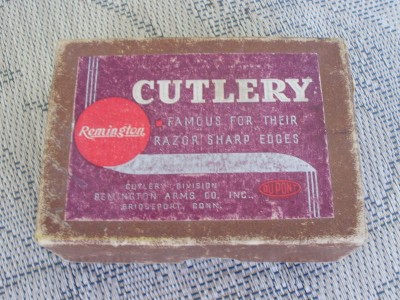 CUTLERY
Remington
FAMOUS FOR THEIR
RAZOR SHARP EDGES
CUTLERY DIVISION
REMINGTON ARMS CO. INC.
BRIDGEPORT, CONN.
DU PONT